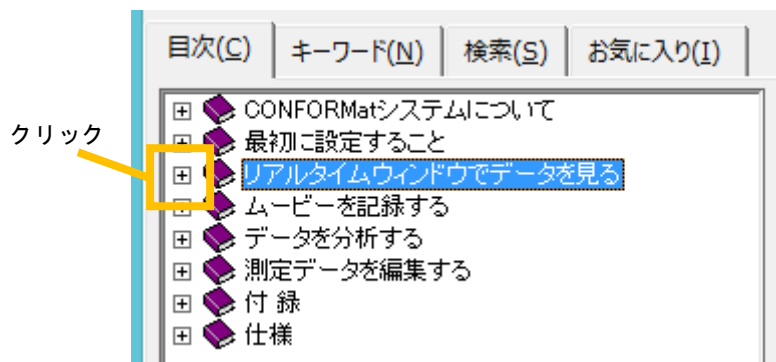 目次(C) キーワード(N) 検索(S) お気に入り(I)
クリック
CONFORMatシステムについて
最初に設定すること
リアルタイムウィンドウでデータを見る
ムービーを記録する
データを分析する
測定データを編集する
付 録
仕様